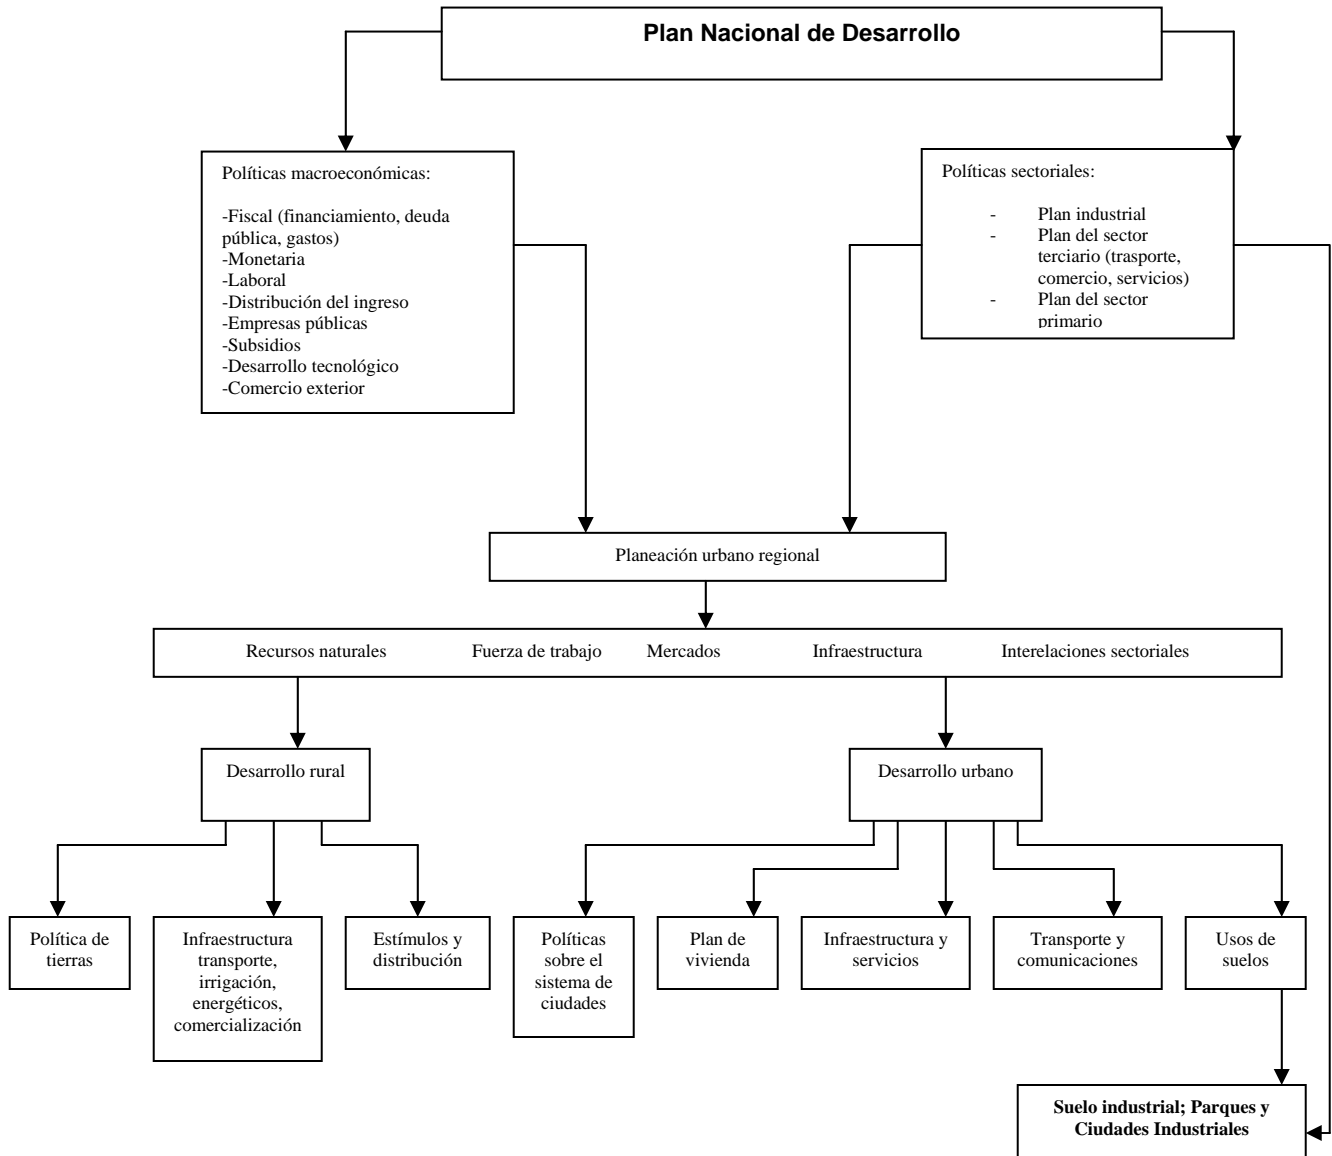 Plan Nacional de Desarrollo
Políticas macroeconómicas:
-Fiscal (financiamiento, deuda
pública, gastos)
-Monetaria
-Laboral
-Distribución del ingreso
-Empresas públicas
-Subsidios
-Desarrollo tecnológico
-Comercio exterior
Políticas sectoriales:
- Plan industrial
- Plan del sector
terciario (trasporte,
comercio, servicios)
- Plan del sector
primario
Planeación urbano regional
Recursos naturales Fuerza de trabajo Mercados Infraestructura Interelaciones sectoriales
Desarrollo rural
Desarrollo urbano
Política de
tierras
Infraestructura
transporte,
irrigación,
energéticos,
comercialización
Estímulos y
distribución
Políticas
sobre el
sistema de
ciudades
Plan de
vivienda
Infraestructura y
servicios
Transporte y
comunicaciones
Usos de
suelos
Suelo industrial; Parques y
Ciudades Industriales